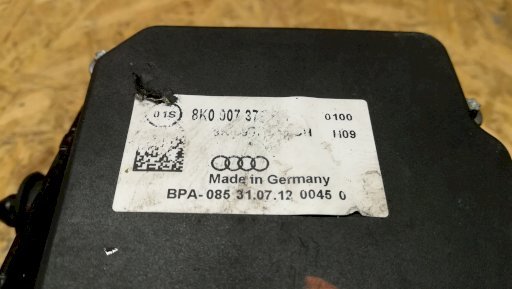 01S 8K0 007 37 0100
H09
Made in Germany
BPA-085 31.07.12 0045 0